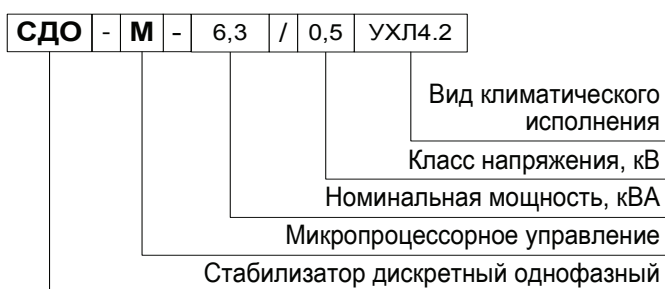 СДО - М - 6,3 / 0,5 УХЛ4.2
Вид климатического
исполнения
Класс напряжения, кВ
Номинальная мощность, кВА
Микропроцессорное управление
Стабилизатор дискретный однофазный